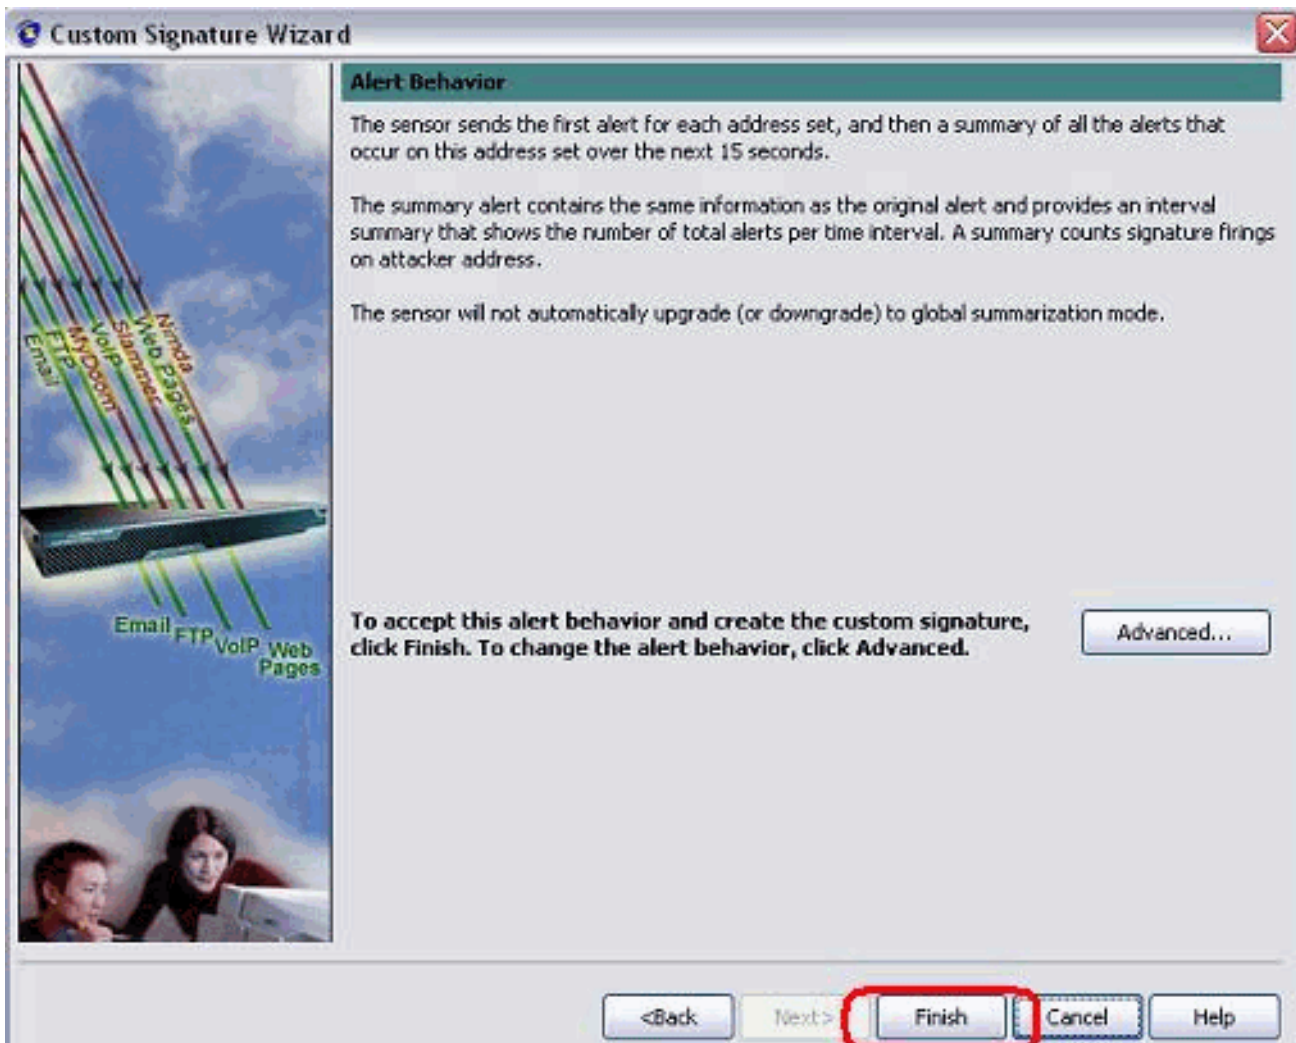 Custom Signature Wizard
Alert Behavior
The sensor sends the first alert for each address set, and then a summary of all the alerts that
occur on this address set over the next 15 seconds.
The summary alert contains the same information as the original alert and provides an interval
summary that shows the number of total alerts per time interval. A summary counts signature firings
on attacker address.
The sensor will not automatically upgrade (or downgrade) to global summarization mode.
Email
FTP
MyDoom
VoIP
Slammer
Web Pages
Nimda
Email
FTP
VoIP
Web
Pages
To accept this alert behavior and create the custom signature,
click Finish. To change the alert behavior, click Advanced.
Advanced...
<Back
Next>
Finish
Cancel
Help